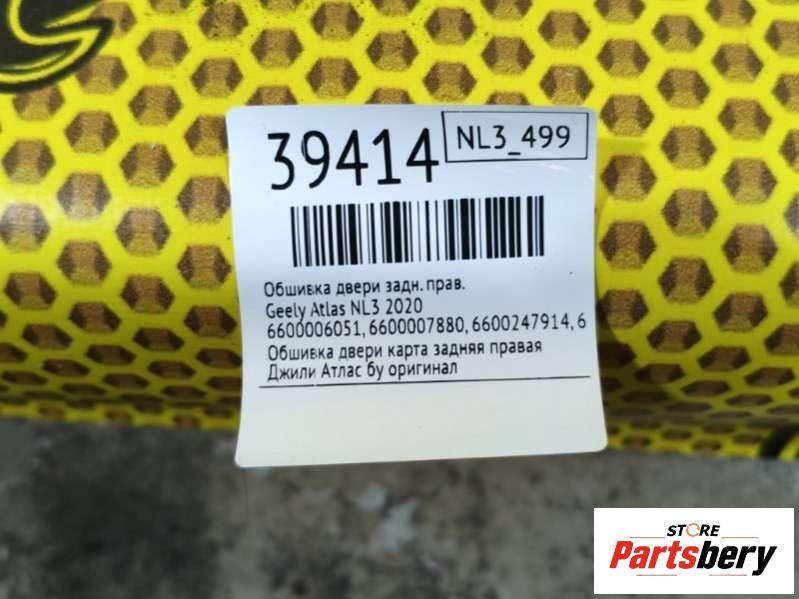 39414
NL3_499
Обшивка двери задн. прав.
Geely Atlas NL3 2020
6600006051, 6600007880, 6600247914, 6
Обшивка двери карта задняя правая
Джили Атлас бу оригинал
STORE
Partsbery